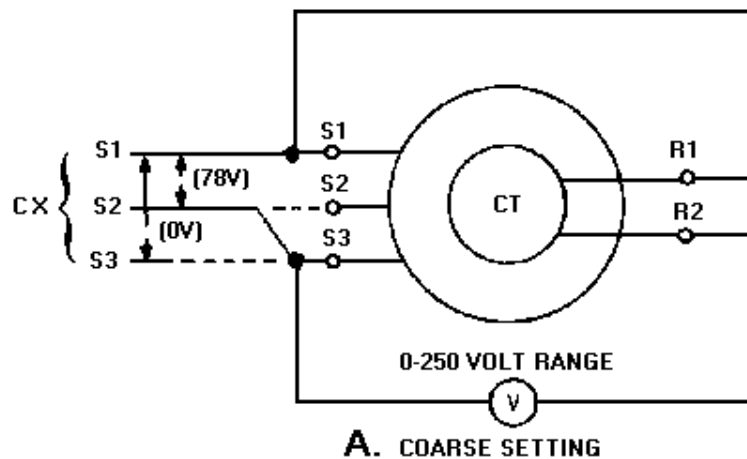 S1
(78V)
S1
R1
CX {
S2
S2
CT
R2
(0V)
S3
S3
0-250 VOLT RANGE
V
A. COARSE SETTING